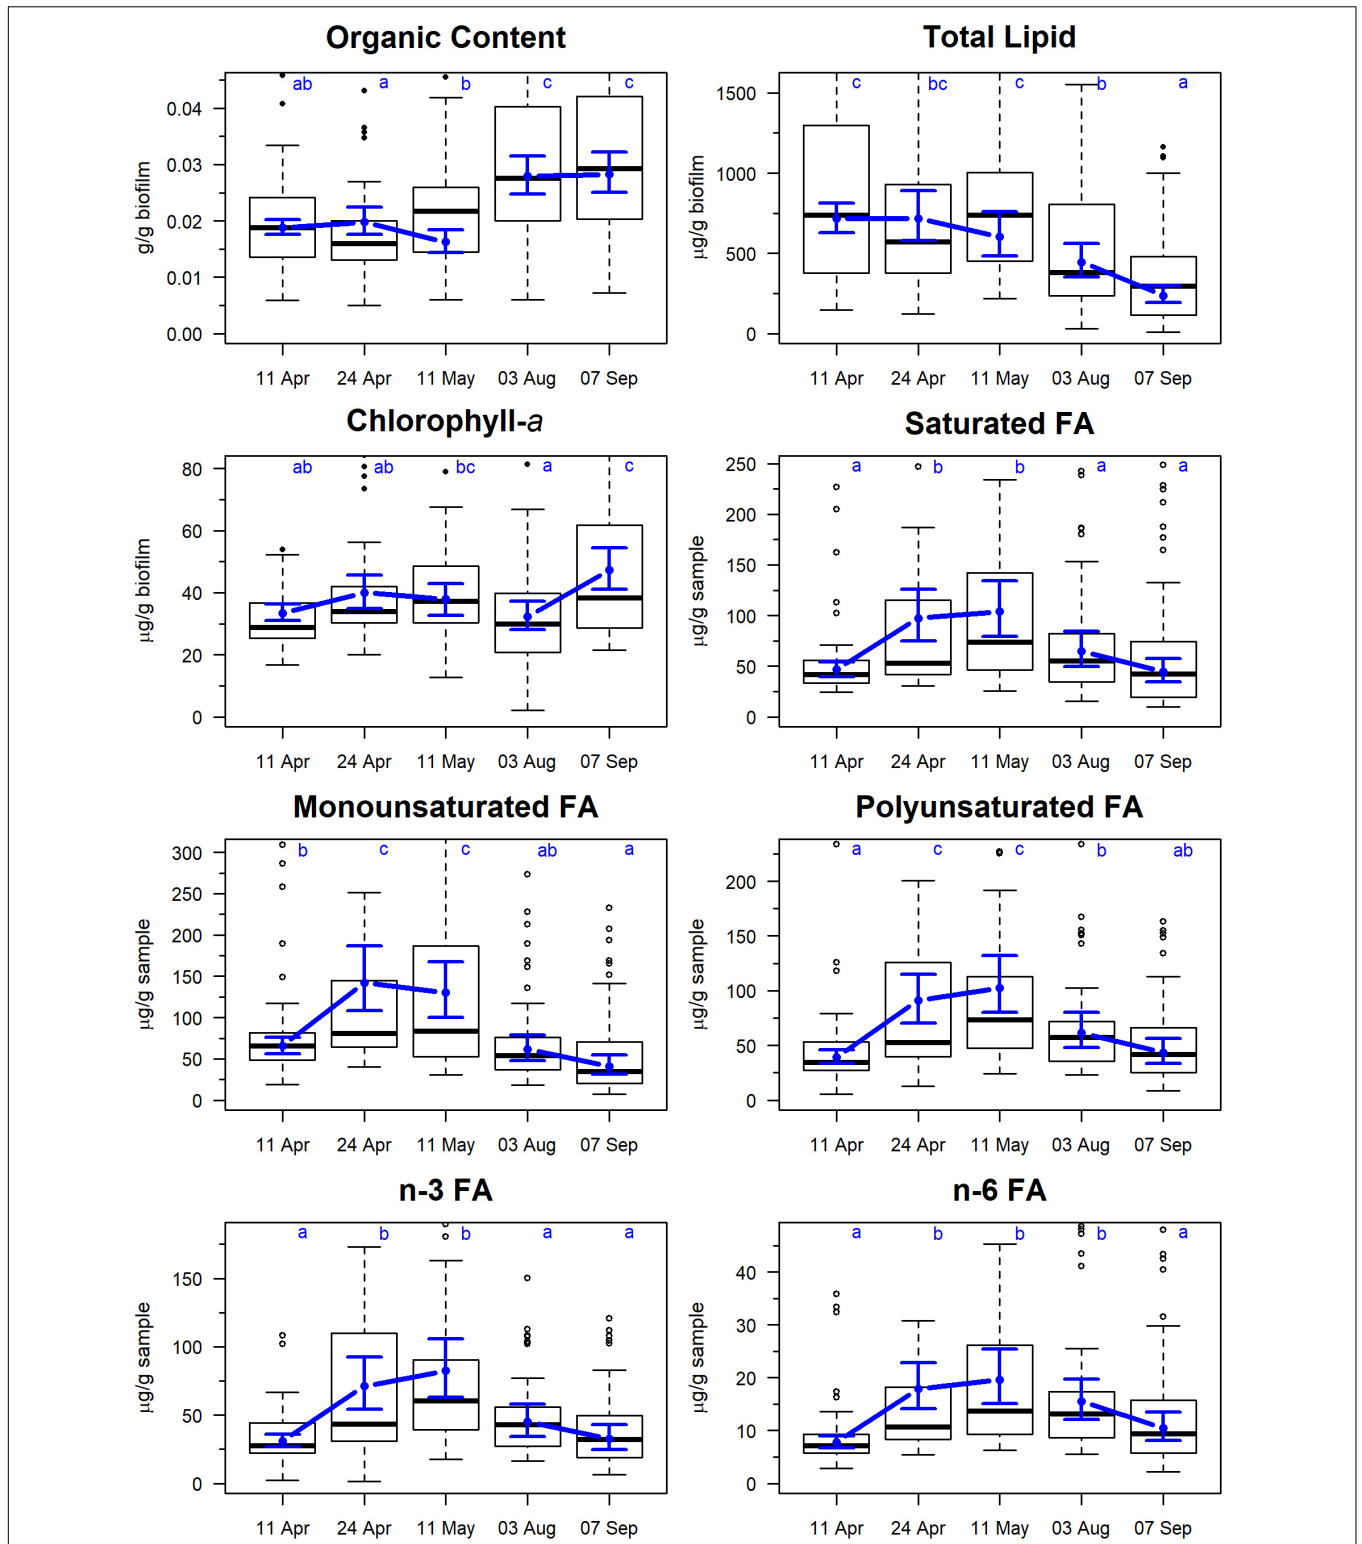 Organic Content
Total Lipid
ab a b c c
c bc c b a
g/g biofilm
0.04
0.03
0.02
0.01
0.00
11 Apr 24 Apr 11 May 03 Aug 07 Sep
µg/g biofilm
1500
1000
500
0
11 Apr 24 Apr 11 May 03 Aug 07 Sep
Chlorophyll-a
Saturated FA
ab ab bc a c
a b b a a
µg/g biofilm
80
60
40
20
0
11 Apr 24 Apr 11 May 03 Aug 07 Sep
µg/g sample
250
200
150
100
50
0
11 Apr 24 Apr 11 May 03 Aug 07 Sep
Monounsaturated FA
Polyunsaturated FA
b c c ab a
a c c b ab
µg/g sample
300
250
200
150
100
50
0
11 Apr 24 Apr 11 May 03 Aug 07 Sep
µg/g sample
200
150
100
50
0
11 Apr 24 Apr 11 May 03 Aug 07 Sep
n-3 FA
n-6 FA
a b b a a
a b b b a
µg/g sample
150
100
50
0
11 Apr 24 Apr 11 May 03 Aug 07 Sep
µg/g sample
40
30
20
10
0
11 Apr 24 Apr 11 May 03 Aug 07 Sep